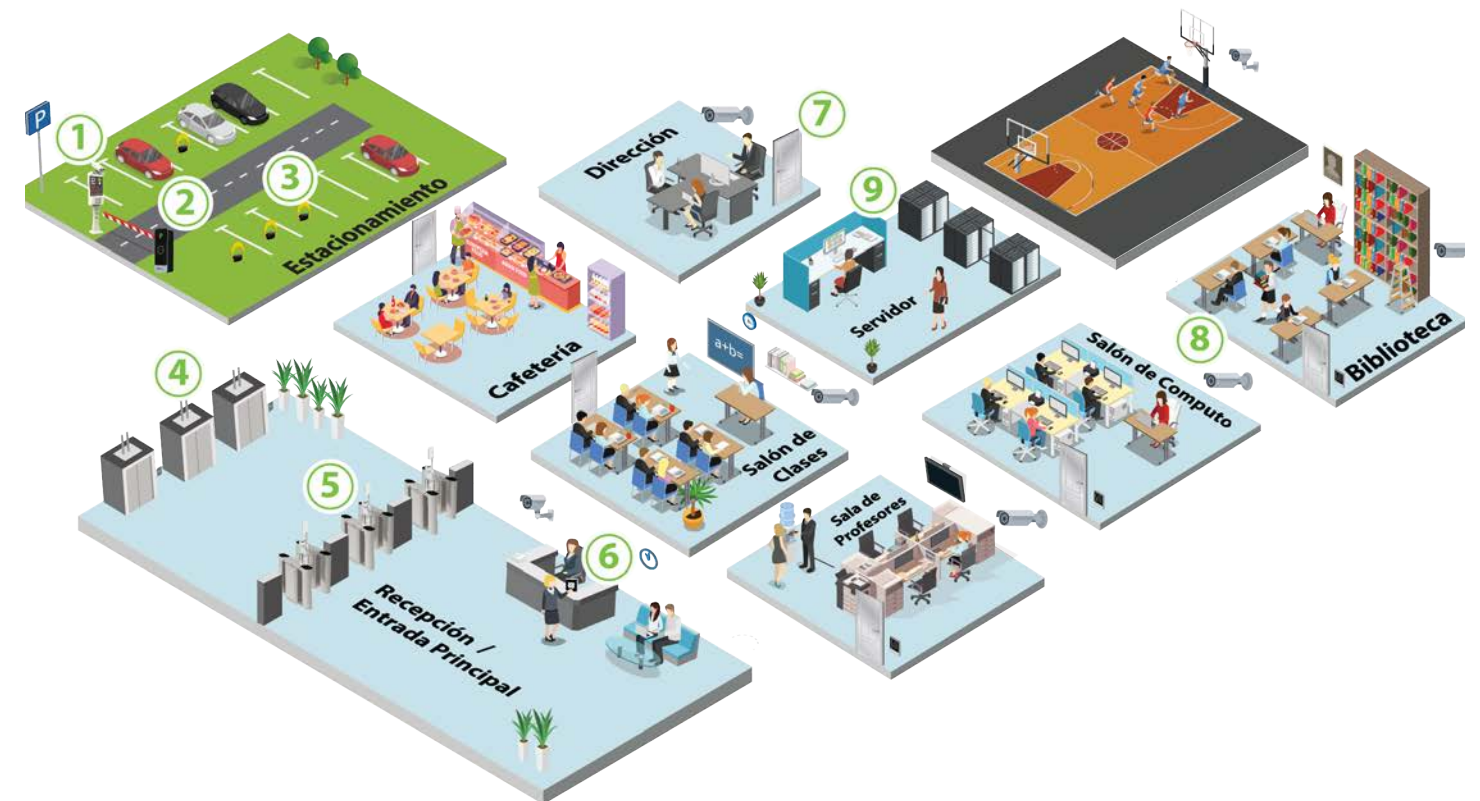 P
1
2
3
Estacionamiento
Dirección
7
9
Servidor
Cafetería
a+b=
Salón de
Clases
8
Salón de Computo
Biblioteca
4
5
6
Recepción /
Entrada Principal
Sala de
Profesores